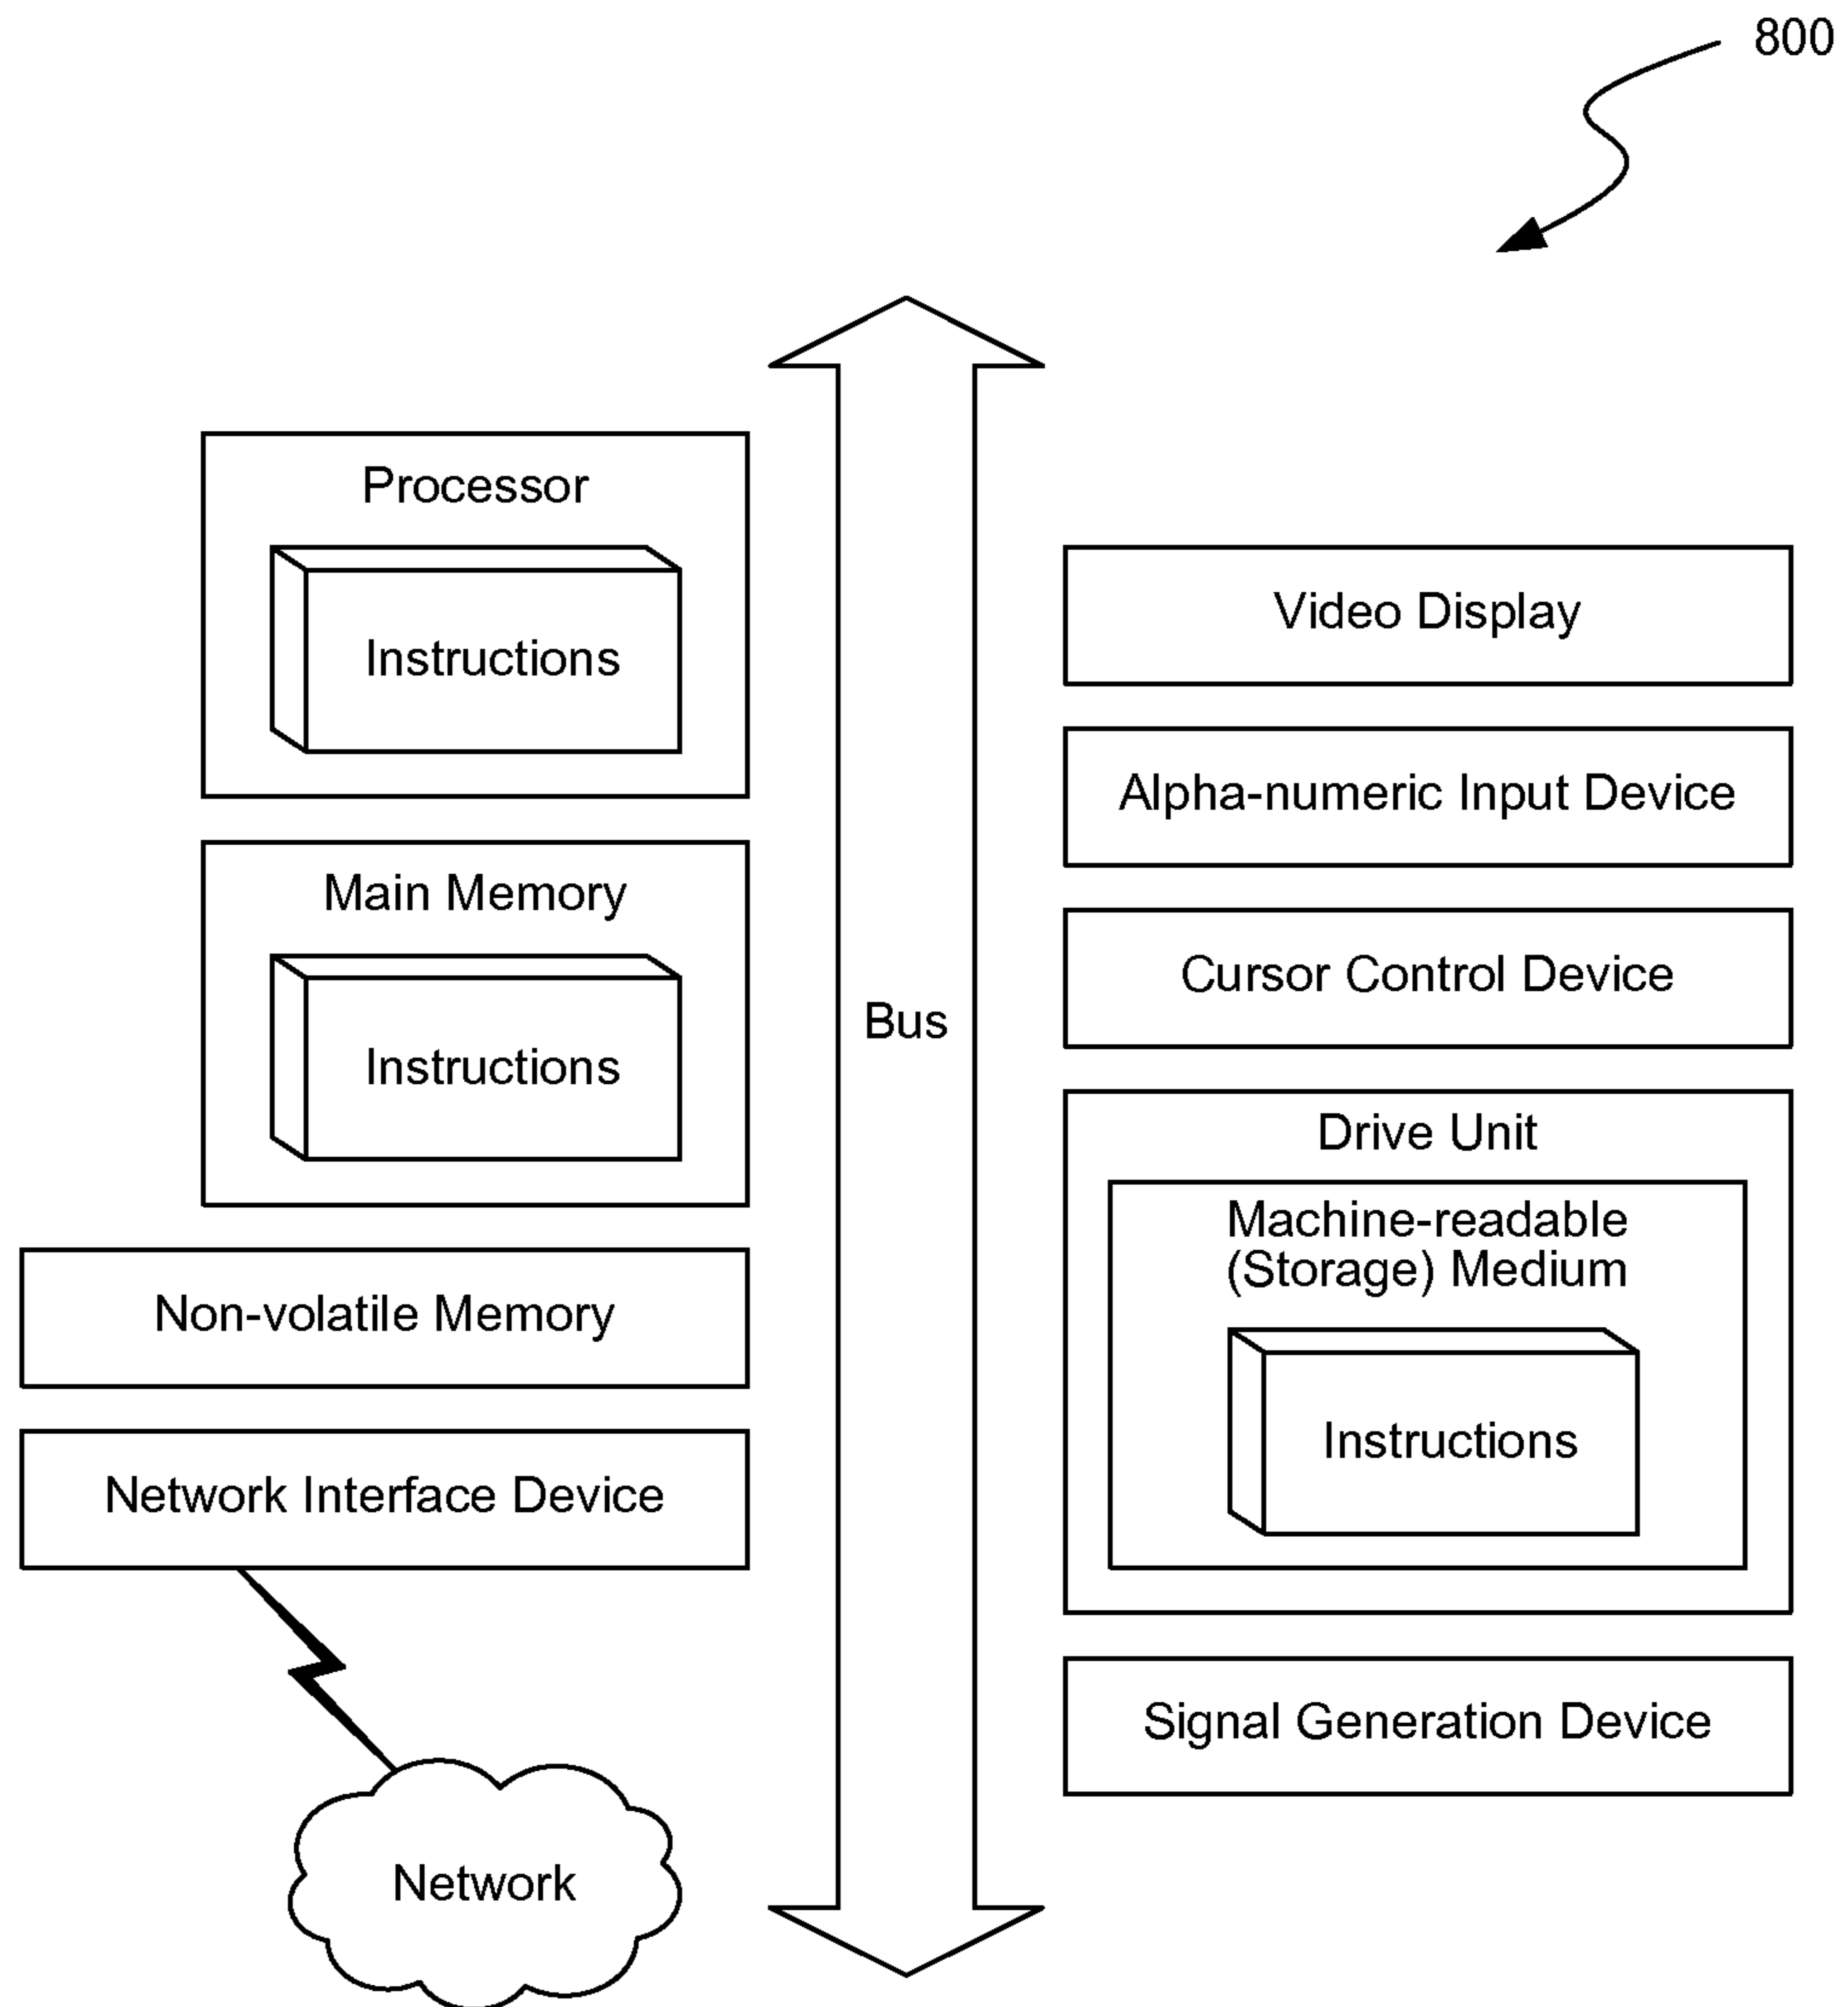 800
Processor
Instructions
Main Memory
Instructions
Non-volatile Memory
Network Interface Device
Network
Bus
Video Display
Alpha-numeric Input Device
Cursor Control Device
Drive Unit
Machine-readable
(Storage) Medium
Instructions
Signal Generation Device